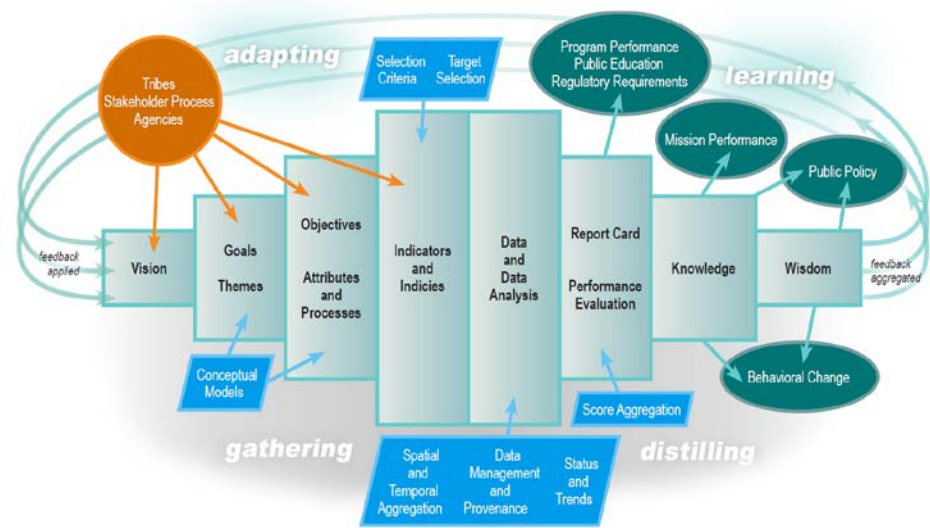 adapting
learning
Tribes
Stakeholder Process
Agencies
Selection Criteria
Target Selection
Program Performance
Public Education
Regulatory Requirements
Mission Performance
Public Policy
feedback
applied
Vision
Goals
Themes
Objectives
Attributes
and
Processes
Indicators
and
Indicies
Data
and
Data
Analysis
Report Card
Performance
Evaluation
Knowledge
Wisdom
feedback
aggregated
Conceptual
Models
Score Aggregation
Behavioral Change
gathering
distilling
Spatial
and
Temporal
Aggregation
Data
Management
and
Provenance
Status
and
Trends